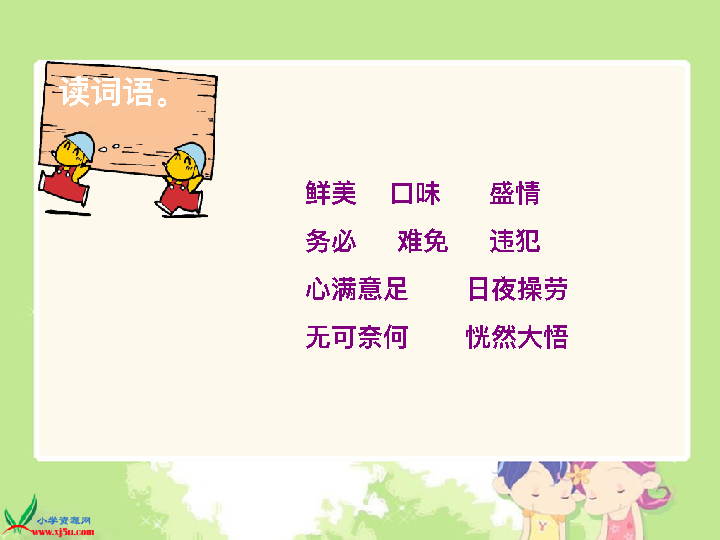 读词语。
鲜美 口味 盛情
务必 难免 违犯
心满意足 日夜操劳
无可奈何 恍然大悟
小学资源网
www.xj5u.com